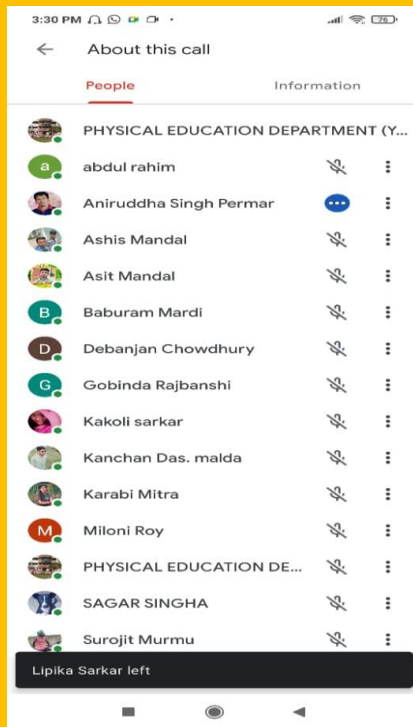 3:30 PM
76
About this call
People
Information
PHYSICAL EDUCATION DEPARTMENT (Y...
a
abdul rahim
Aniruddha Singh Permar
Ashis Mandal
Asit Mandal
B
Baburam Mardi
D
Debanjan Chowdhury
G
Gobinda Rajbanshi
Kakoli sarkar
Kanchan Das. malda
Karabi Mitra
M
Miloni Roy
PHYSICAL EDUCATION DE...
SAGAR SINGHA
Surojit Murmu
Lipika Sarkar left